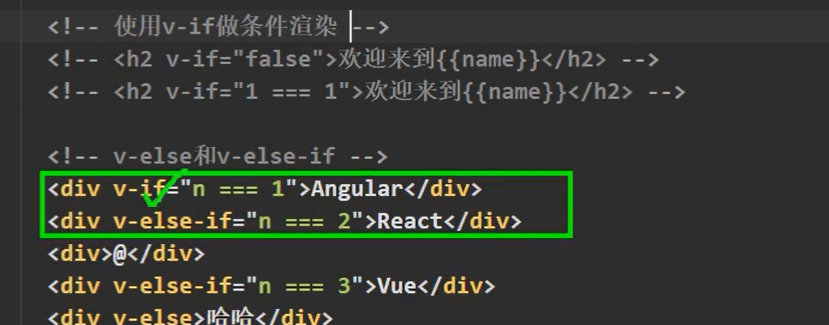 <!-- 使用v-if做条件渲染 -->
<!-- <h2 v-if="false">欢迎来到{{name}}</h2> -->
<!-- <h2 v-if="1 === 1">欢迎来到{{name}}</h2> -->
<!-- v-else和v-else-if -->
<div v-if="n === 1">Angular</div>
<div v-else-if="n === 2">React</div>
<div>@</div>
<div v-else-if="n === 3">Vue</div>
<div v-else>哈哈</div>